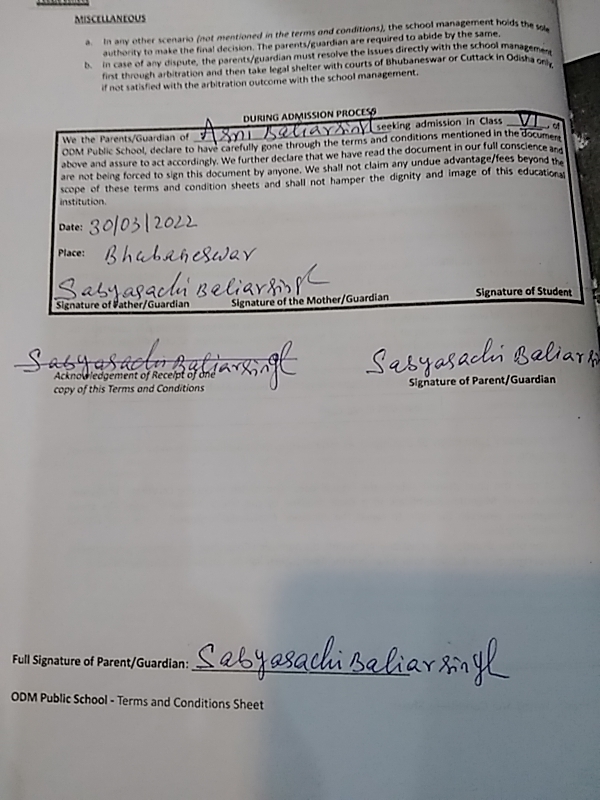 MISCELLANEOUS
a. In any other scenario (not mentioned in the terms and conditions), the school management holds the sole
authority to make the final decision. The parents/guardian are required to abide by the same.
b. In case of any dispute, the parents/guardian must resolve the issues directly with the school management
first through arbitration and then take legal shelter with courts of Bhubaneswar or Cuttack in Odisha only,
if not satisfied with the arbitration outcome with the school management.
DURING ADMISSION PROCESS
We the Parents/Guardian of Baliarsingh seeking admission in Class VI, of
ODM Public School, declare to have carefully gone through the terms and conditions mentioned in the document
above and assure to act accordingly. We further declare that we have read the document in our full conscience and
are not being forced to sign this document by anyone. We shall not claim any undue advantage/fees beyond the
scope of these terms and condition sheets and shall not hamper the dignity and image of this educational
institution.
Date: 30/03/2022
Place: Bhubaneswar
Sabyasachi Baliarsingh
Signature of Father/Guardian Signature of the Mother/Guardian Signature of Student
Sabyasachi Baliarsingh Sabyasachi Baliarsi
Acknowledgement of Receipt of one Signature of Parent/Guardian
copy of this Terms and Conditions
Full Signature of Parent/Guardian: Sabyasachi Baliarsingh
ODM Public School - Terms and Conditions Sheet